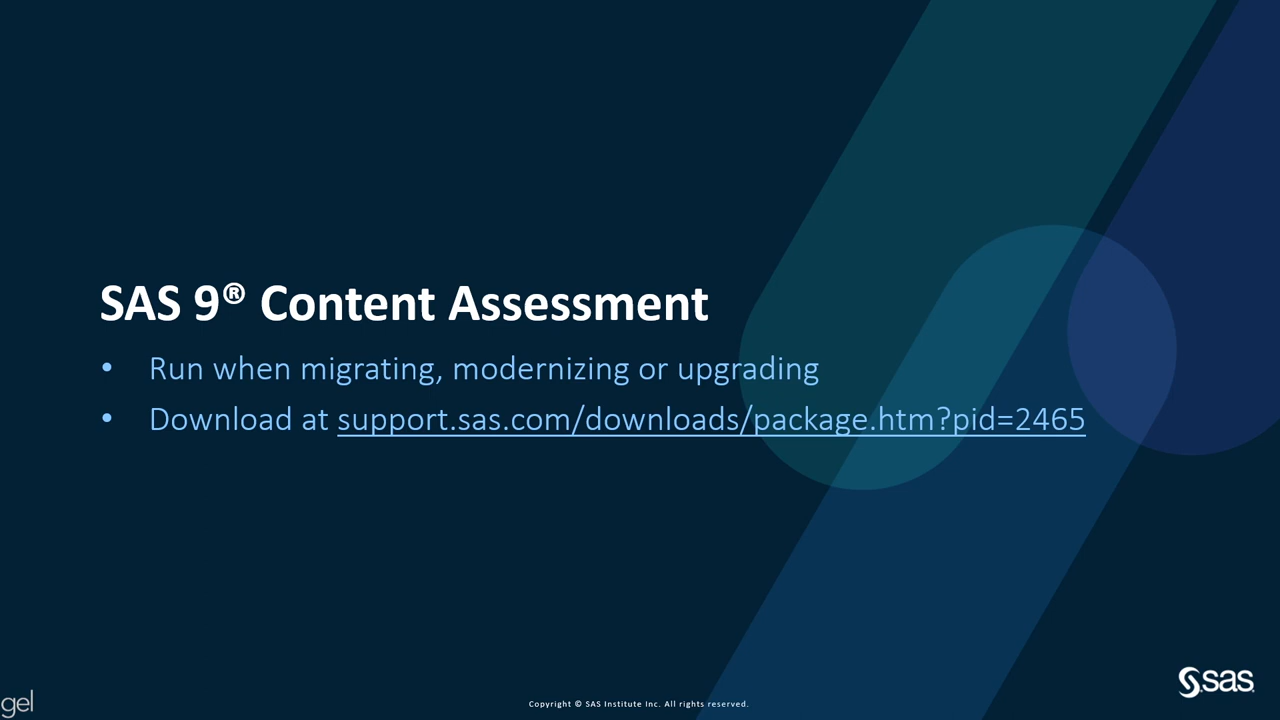 SAS 9® Content Assessment
• Run when migrating, modernizing or upgrading
• Download at support.sas.com/downloads/package.htm?pid=2465
gel
Copyright © SAS Institute Inc. All rights reserved.
sas